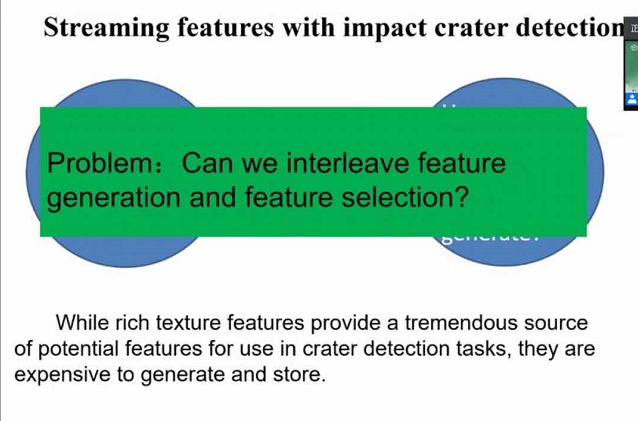 Streaming features with impact crater detection
Problem：Can we interleave feature
generation and feature selection?
generate?
While rich texture features provide a tremendous source
of potential features for use in crater detection tasks, they are
expensive to generate and store.